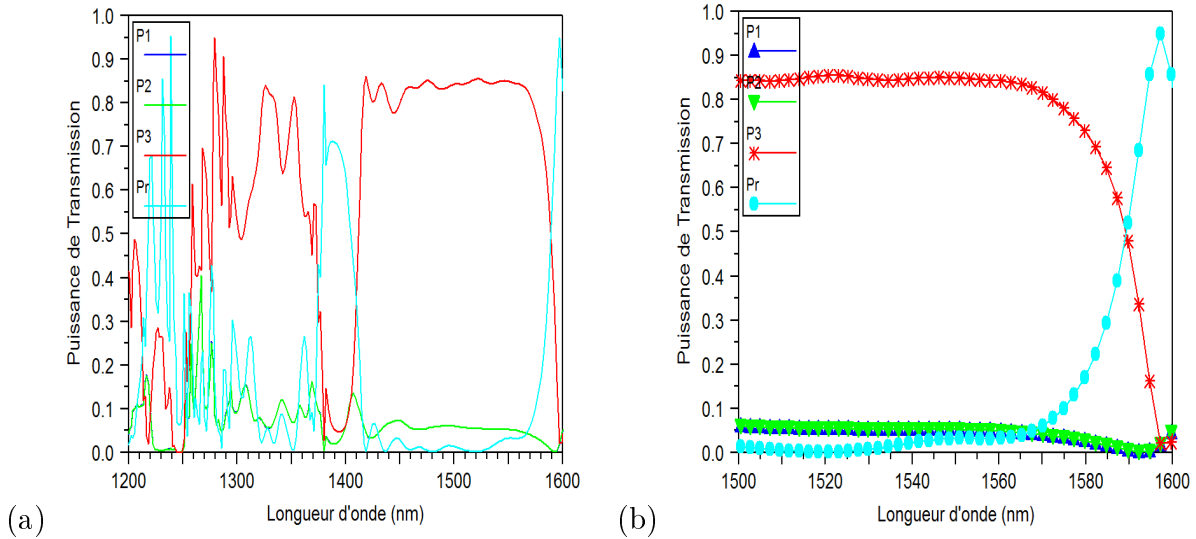 1.0
0.9
0.8
0.7
0.6
0.5
0.4
0.3
0.2
0.1
0.0
Puissance de Transmission
P1
P2
P3
Pr
1200
1300
1400
1500
1600
Longueur d'onde (nm)
(a)
1.0
0.9
0.8
0.7
0.6
0.5
0.4
0.3
0.2
0.1
0.0
Puissance de Transmission
P1
P2
P3
Pr
1500
1520
1540
1560
1580
1600
Longueur d'onde (nm)
(b)